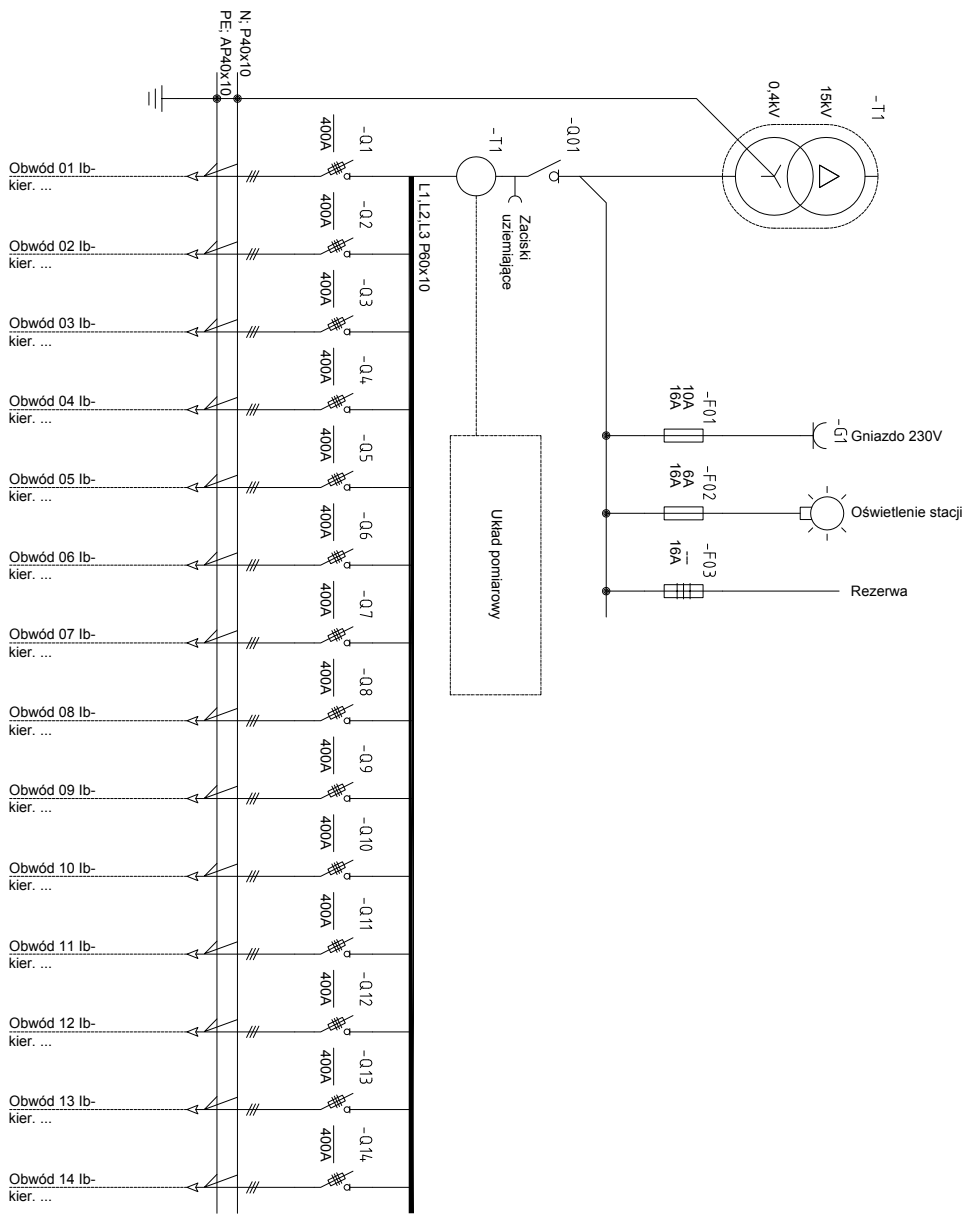 N; P40x10
PE; AP40x10
-T1
15kV
0,4kV
-Q01
-T1
Zaciski
uziemiające
L1,L2,L3 P60x10
Układ pomiarowy
-F01
10A
16A
-G1
Gniazdo 230V
-F02
6A
16A
Oświetlenie stacji
-F03
--
16A
Rezerwa
-Q1
400A
-Q2
400A
-Q3
400A
-Q4
400A
-Q5
400A
-Q6
400A
-Q7
400A
-Q8
400A
-Q9
400A
-Q10
400A
-Q11
400A
-Q12
400A
-Q13
400A
-Q14
400A
Obwód 01 Ib-
kier. ...
Obwód 02 Ib-
kier. ...
Obwód 03 Ib-
kier. ...
Obwód 04 Ib-
kier. ...
Obwód 05 Ib-
kier. ...
Obwód 06 Ib-
kier. ...
Obwód 07 Ib-
kier. ...
Obwód 08 Ib-
kier. ...
Obwód 09 Ib-
kier. ...
Obwód 10 Ib-
kier. ...
Obwód 11 Ib-
kier. ...
Obwód 12 Ib-
kier. ...
Obwód 13 Ib-
kier. ...
Obwód 14 Ib-
kier. ...